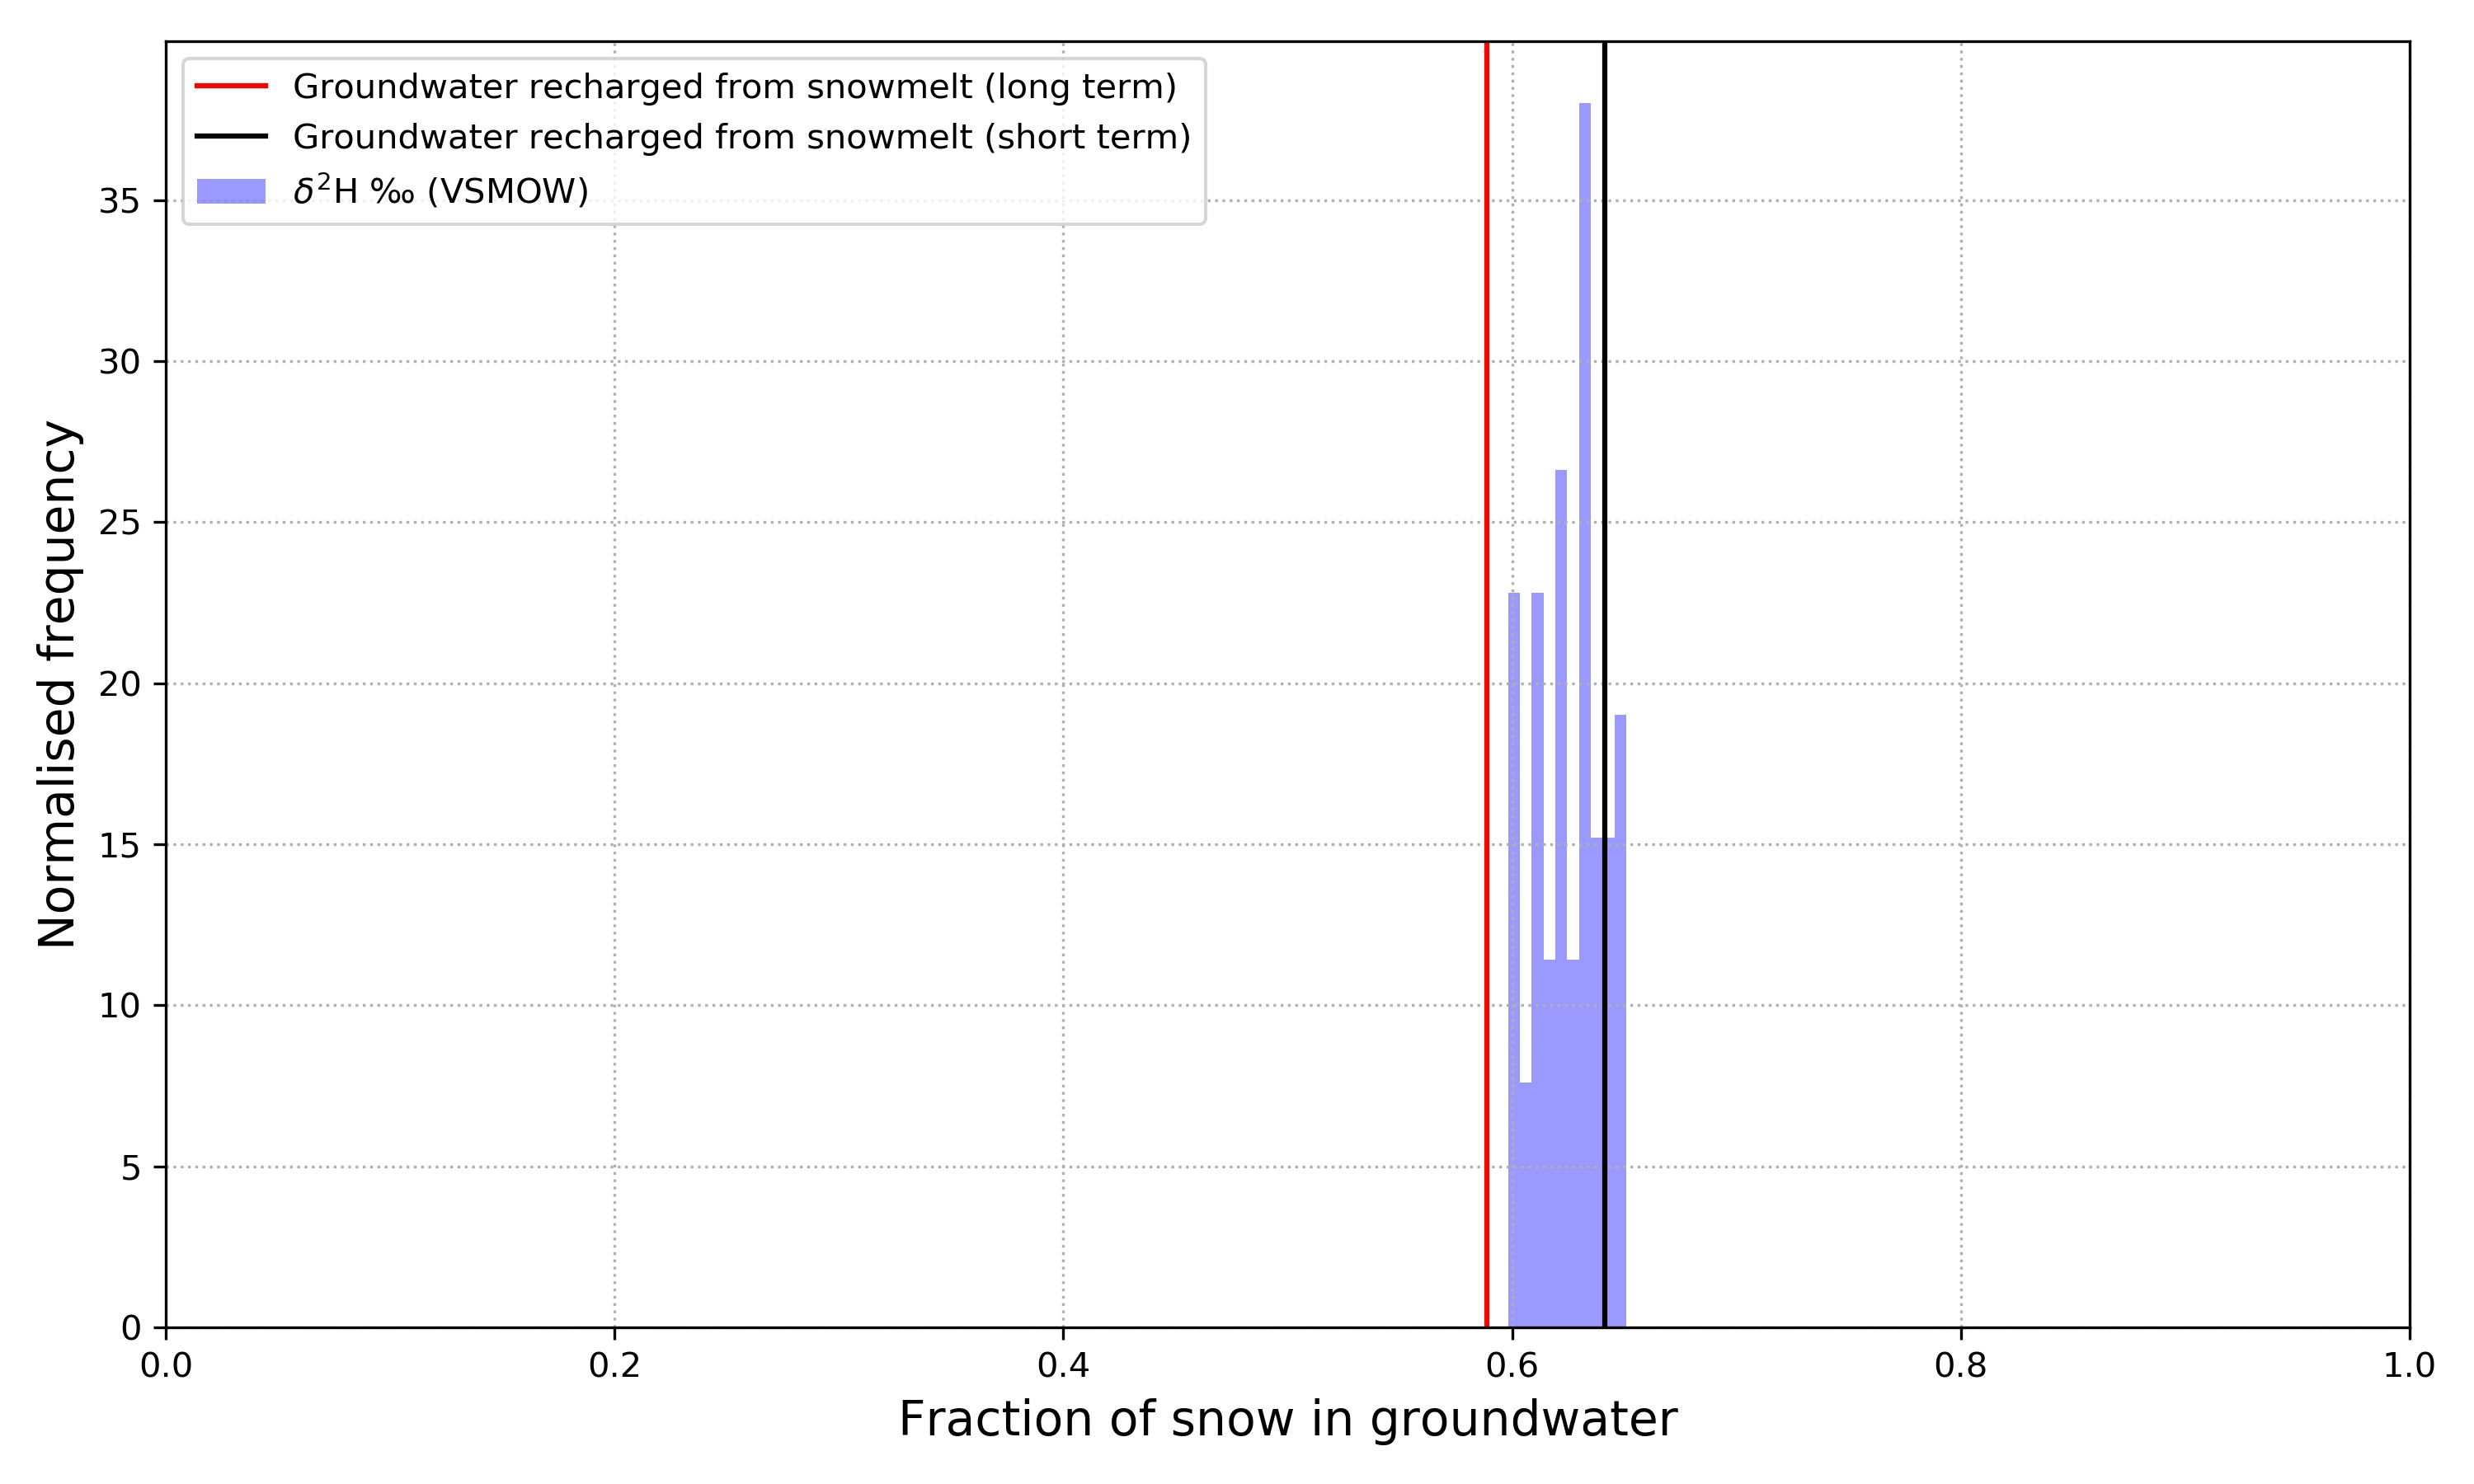 Groundwater recharged from snowmelt (long term)
Groundwater recharged from snowmelt (short term)
δ²H ‰ (VSMOW)
Normalised frequency
35
30
25
20
15
10
5
0
0.0 0.2 0.4 0.6 0.8 1.0
Fraction of snow in groundwater